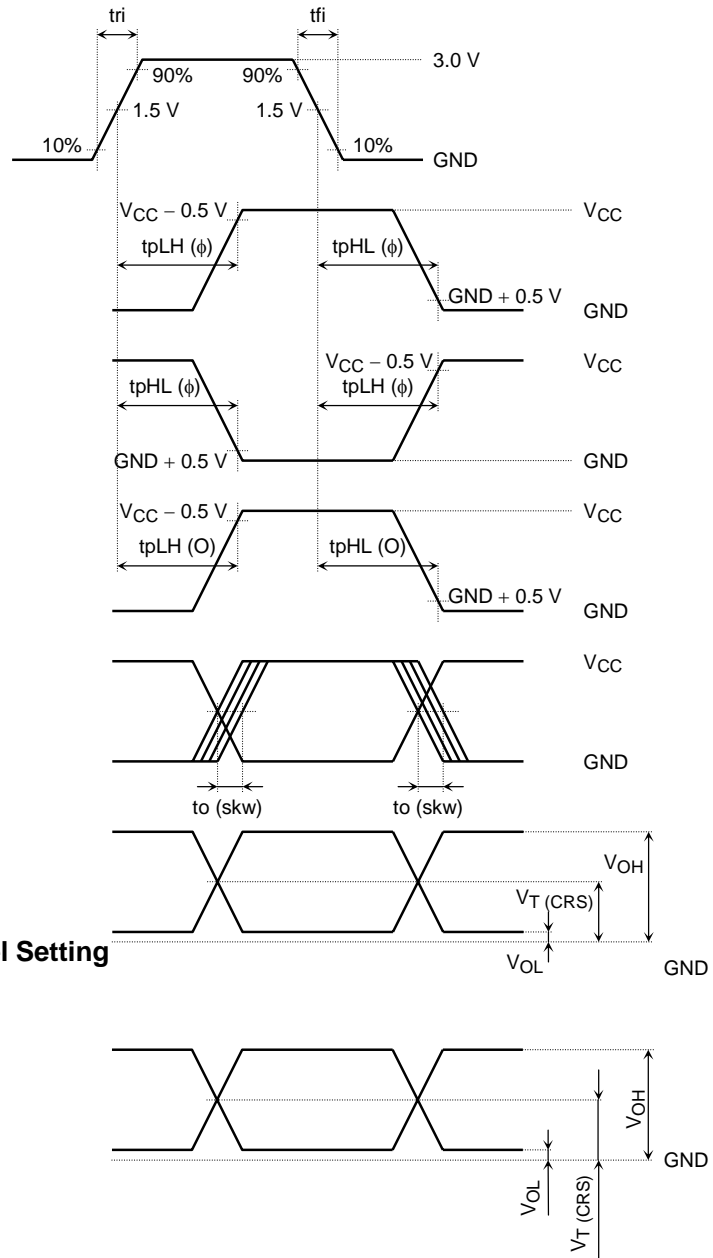 tri tfi
3.0 V
90% 90%
1.5 V 1.5 V
10% 10%
GND
VCC − 0.5 V VCC
tpLH (ϕ) tpHL (ϕ)
GND + 0.5 V
GND
VCC − 0.5 V VCC
tpHL (ϕ) tpLH (ϕ)
GND + 0.5 V GND
VCC − 0.5 V VCC
tpLH (O) tpHL (O)
GND + 0.5 V
GND
VCC
GND
to (skw) to (skw)
VOH
VT (CRS)
l Setting
VOL
GND
VOH
GND
VOL
VT (CRS)